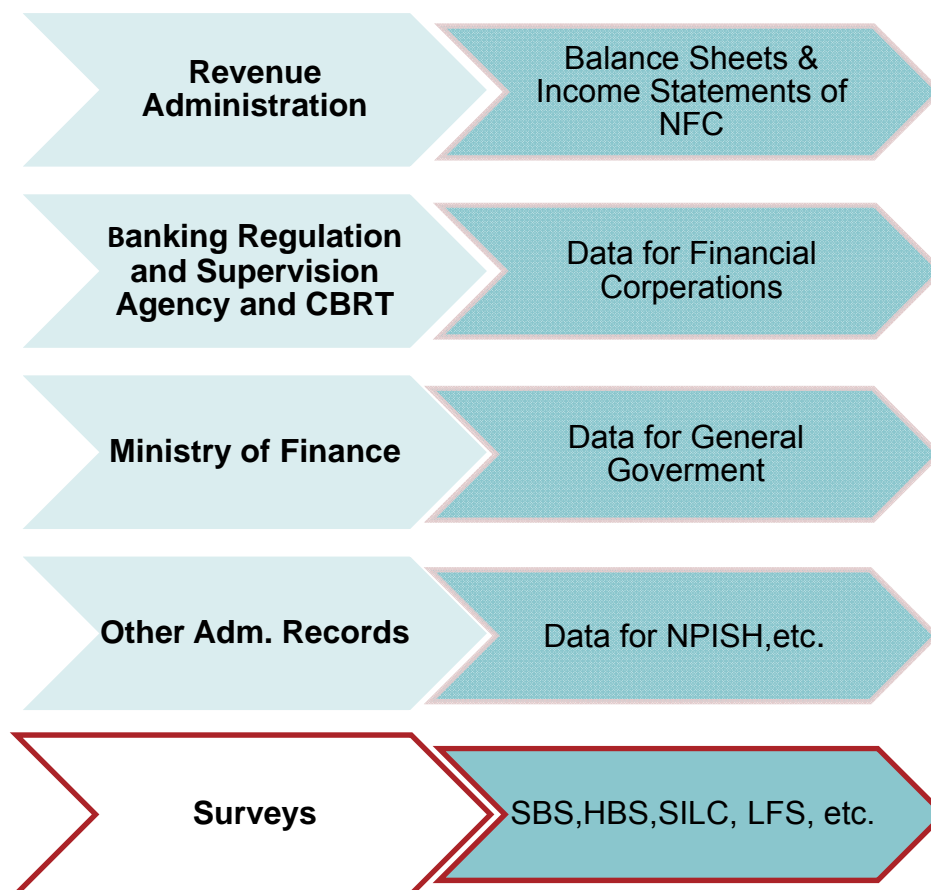 Revenue
Administration
Balance Sheets &
Income Statements of
NFC
Banking Regulation
and Supervision
Agency and CBRT
Data for Financial
Corperations
Ministry of Finance
Data for General
Goverment
Other Adm. Records
Data for NPISH,etc.
Surveys
SBS,HBS,SILC, LFS, etc.